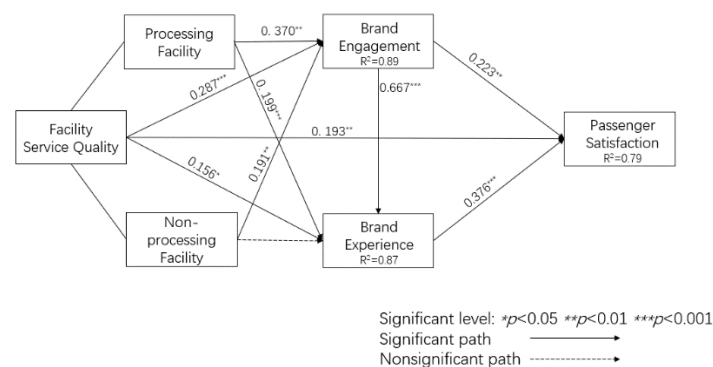 Processing
Facility
0. 370**
Brand
Engagement
R²=0.89
0.287***
0. 199***
0.667***
0.223**
Facility
Service Quality
0. 193**
Passenger
Satisfaction
R²=0.79
0.156*
0.191**
0.376***
Non-
processing
Facility
Brand
Experience
R²=0.87
Significant level: *p<0.05 **p<0.01 ***p<0.001
Significant path
Nonsignificant path